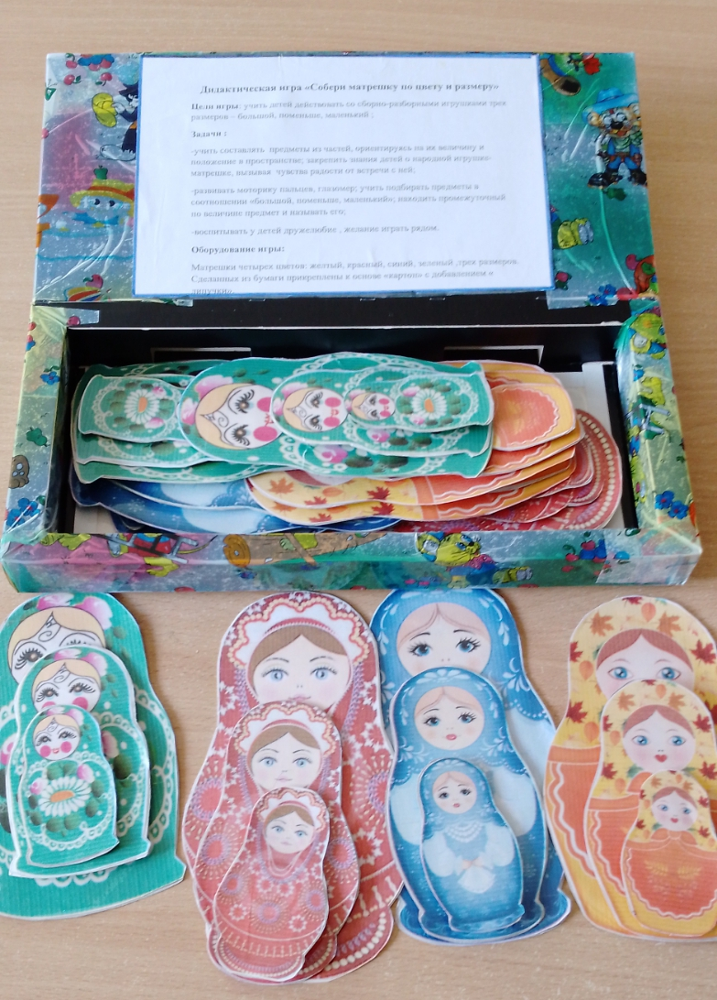 Дидактическая игра «Собери матрешку по цвету и размеру»
Цели игры: учить детей действовать со сборно-разборными игрушками трех
размеров – большой, поменьше, маленький ;
Задачи :
-учить составлять предметы из частей, ориентируясь на их величину и
положение в пространстве; закрепить знания детей о народной игрушке-
матрешке, вызывая чувства радости от встречи с ней;
-развивать моторику пальцев, глазомер; учить подбирать предметы в
соотношении «большой, поменьше, маленький»; находить промежуточный
по величине предмет и называть его;
-воспитывать у детей дружелюбие , желание играть рядом.
Оборудование игры:
Матрешки четырех цветов: желтый, красный, синий, зеленый ,трех размеров.
Сделанных из бумаги прикреплены к основе «картон» с добавлением «
липучки».